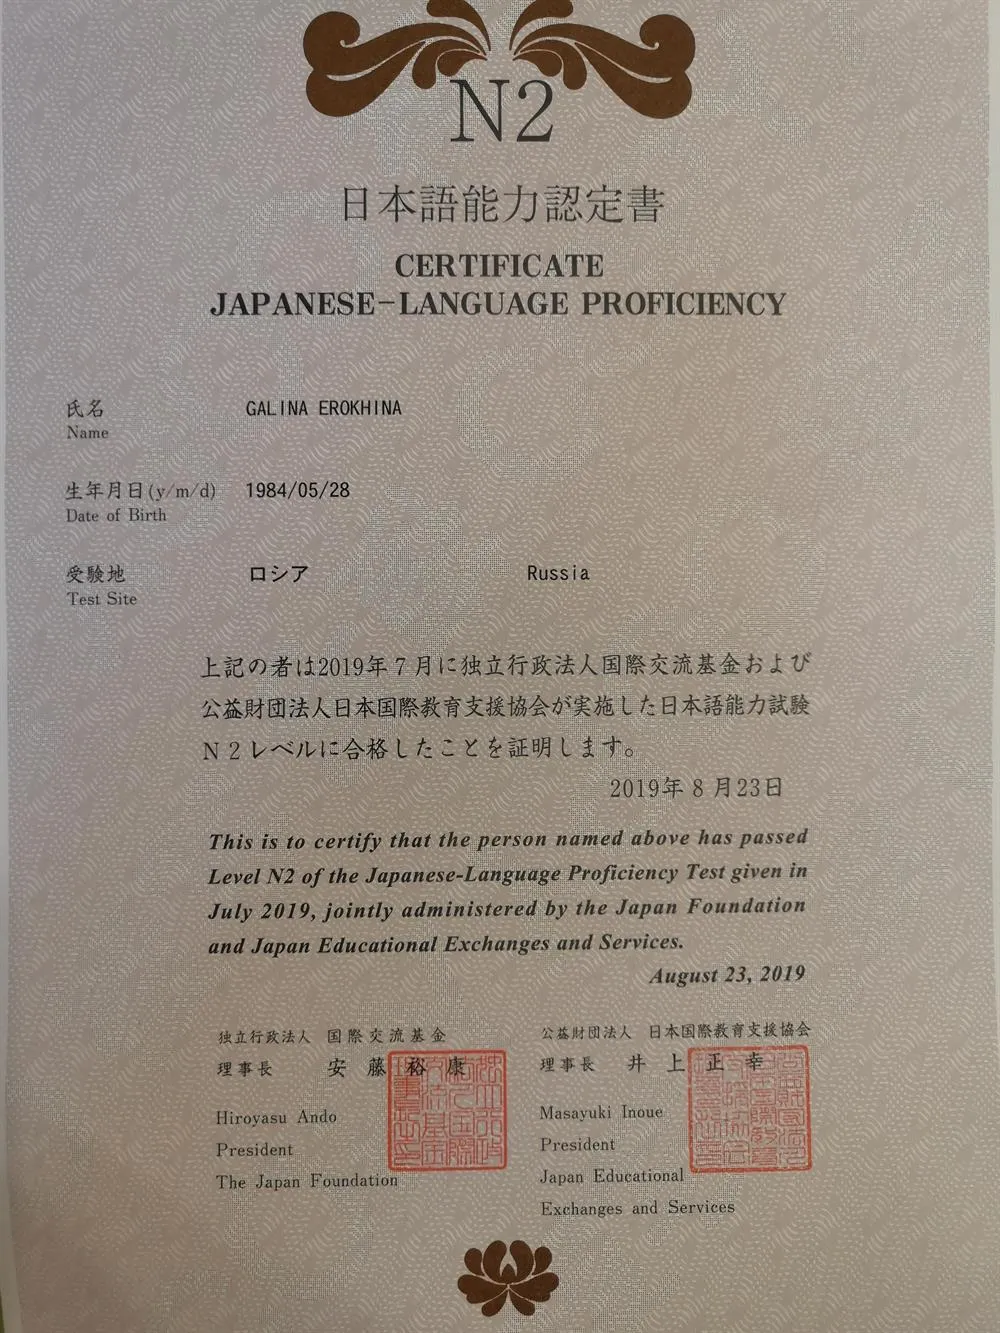 N2
日本語能力認定書
CERTIFICATE
JAPANESE-LANGUAGE PROFICIENCY
氏名 GALINA EROKHINA
Name
生年月日(y/m/d) 1984/05/28
Date of Birth
受験地 ロシア Russia
Test Site
上記の者は2019年7月に独立行政法人国際交流基金および
公益財団法人日本国際教育支援協会が実施した日本語能力試験
N2レベルに合格したことを証明します。
2019年8月23日
This is to certify that the person named above has passed
Level N2 of the Japanese-Language Proficiency Test given in
July 2019, jointly administered by the Japan Foundation
and Japan Educational Exchanges and Services.
August 23, 2019
独立行政法人 国際交流基金
理事長 安藤裕康
Hiroyasu Ando
President
The Japan Foundation
公益財団法人 日本国際教育支援協会
理事長 井上正幸
Masayuki Inoue
President
Japan Educational
Exchanges and Services